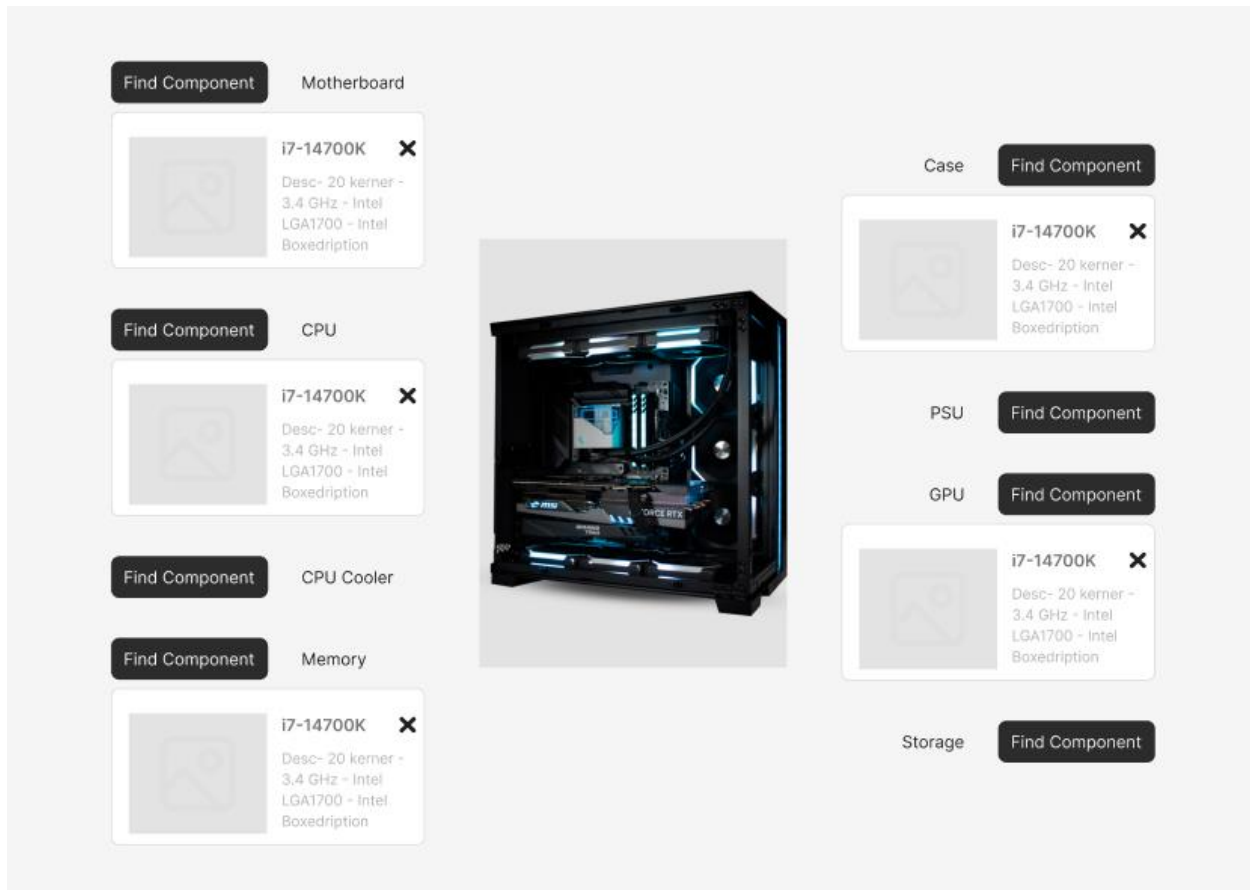 Find Component Motherboard
i7-14700K
Desc- 20 kerner -
3.4 GHz - Intel
LGA1700 - Intel
Boxedription
Find Component CPU
i7-14700K
Desc- 20 kerner -
3.4 GHz - Intel
LGA1700 - Intel
Boxedription
Find Component CPU Cooler
Find Component Memory
i7-14700K
Desc- 20 kerner -
3.4 GHz - Intel
LGA1700 - Intel
Boxedription
msi
FORCE RTX
Case Find Component
i7-14700K
Desc- 20 kerner -
3.4 GHz - Intel
LGA1700 - Intel
Boxedription
PSU Find Component
GPU Find Component
i7-14700K
Desc- 20 kerner -
3.4 GHz - Intel
LGA1700 - Intel
Boxedription
Storage Find Component